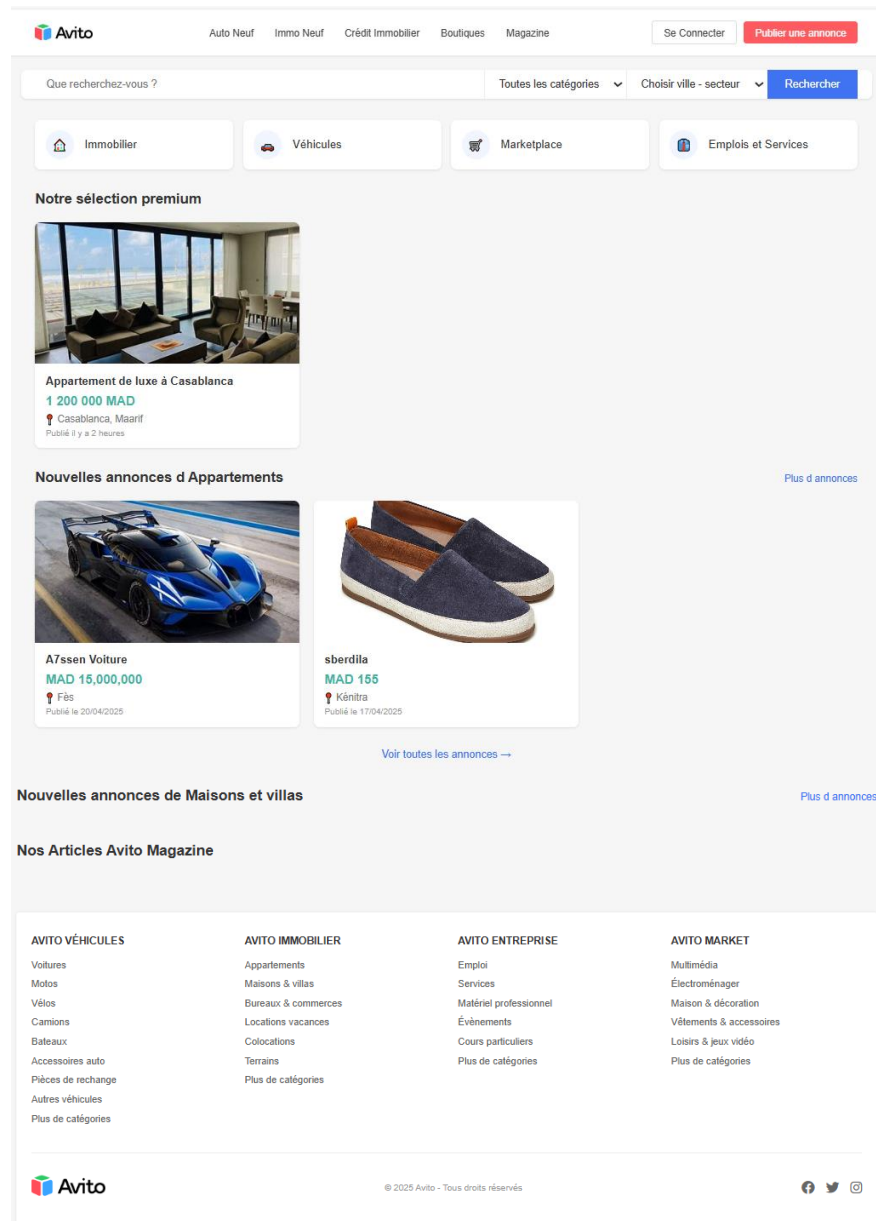 Avito
Auto Neuf Immo Neuf Crédit Immobilier Boutiques Magazine Se Connecter Publier une annonce
Que recherchez-vous ? Toutes les catégories Choisir ville - secteur Rechercher
Immobilier Véhicules Marketplace Emplois et Services
Notre sélection premium
Appartement de luxe à Casablanca
1 200 000 MAD
Casablanca, Maarif
Publié il y a 2 heures
Nouvelles annonces d Appartements Plus d annonces
A7ssen Voiture
MAD 15,000,000
Fès
Publié le 20/04/2025
sberdila
MAD 155
Kénitra
Publié le 17/04/2025
Voir toutes les annonces →
Nouvelles annonces de Maisons et villas Plus d annonces
Nos Articles Avito Magazine
AVITO VÉHICULES
Voitures
Motos
Vélos
Camions
Bateaux
Accessoires auto
Pièces de rechange
Autres véhicules
Plus de catégories
AVITO IMMOBILIER
Appartements
Maisons & villas
Bureaux & commerces
Locations vacances
Colocations
Terrains
Plus de catégories
AVITO ENTREPRISE
Emploi
Services
Matériel professionnel
Évènements
Cours particuliers
Plus de catégories
AVITO MARKET
Multimédia
Électroménager
Maison & décoration
Vêtements & accessoires
Loisirs & jeux vidéo
Plus de catégories
Avito
© 2025 Avito - Tous droits réservés